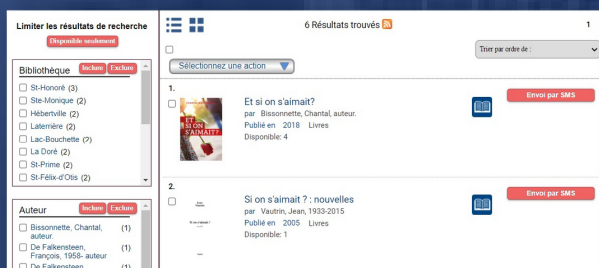 Limiter les résultats de recherche
Disponible seulement
Bibliothèque Inclure Exclure
St-Honoré (3)
Ste-Monique (2)
Hébertville (2)
Laterrière (2)
Lac-Bouchette (2)
La Doré (2)
St-Prime (2)
St-Félix-d'Otis (2)
Auteur Inclure Exclure
Bissonnette, Chantal, auteur. (1)
De Falkensteen, François, 1958- auteur (1)
De Falkensteen (1)
6 Résultats trouvés
1
Trier par ordre de :
Sélectionnez une action
1.
ET SI ON S'AIMAIT?
Et si on s'aimait?
par Bissonnette, Chantal, auteur.
Publié en 2018 Livres
Disponible: 4
Envoi par SMS
2.
Si on s'aimait ? : nouvelles
par Vautrin, Jean, 1933-2015
Publié en 2005 Livres
Disponible: 1
Envoi par SMS